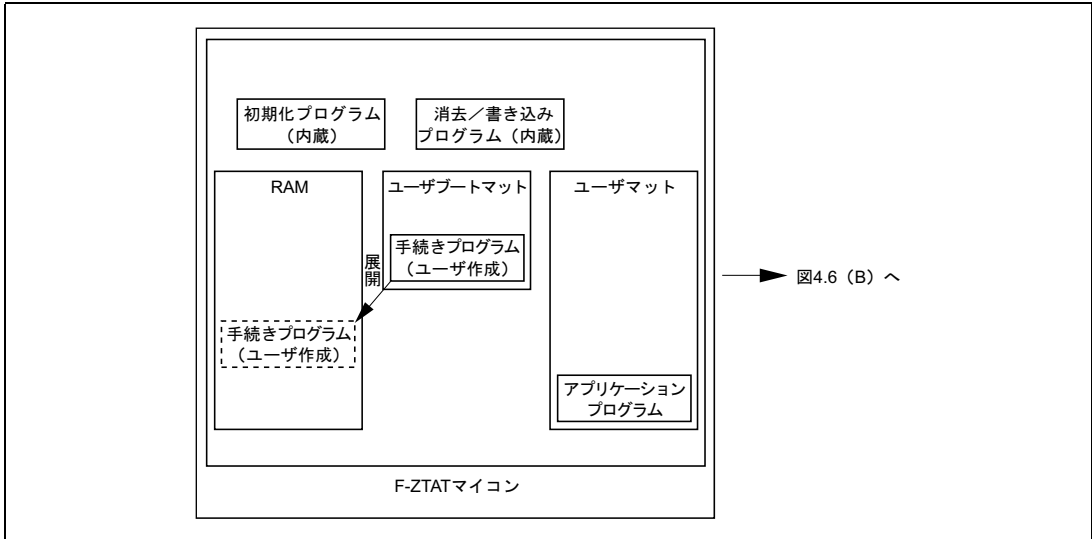 初期化プログラム
（内蔵）
消去／書き込み
プログラム（内蔵）
RAM
ユーザブートマット
ユーザマット
手続きプログラム
（ユーザ作成）
展開
手続きプログラム
（ユーザ作成）
アプリケーション
プログラム
F-ZTATマイコン
図4.6（B）へ